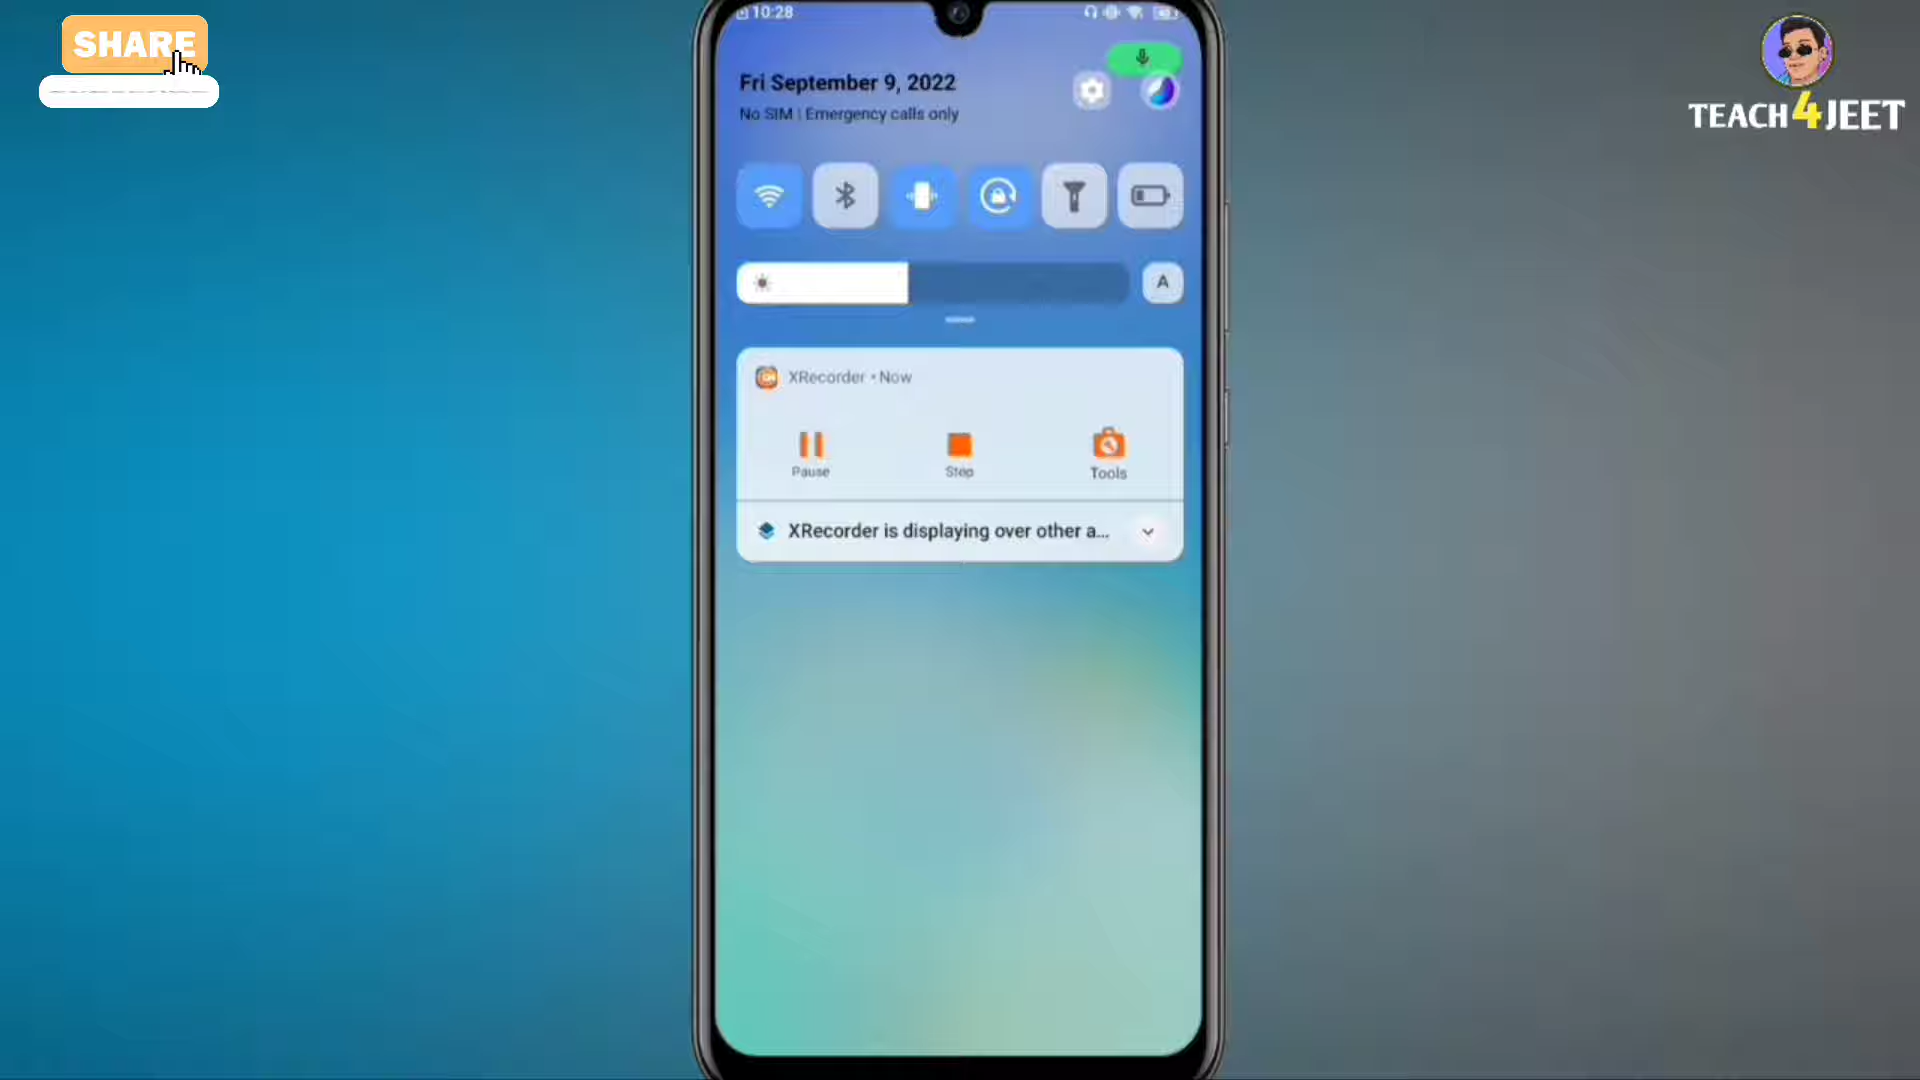 SHARE
TEACH4JEET
10:28
Fri September 9, 2022
No SIM | Emergency calls only
A
XRecorder • Now
Pause
Stop
Tools
XRecorder is displaying over other a...